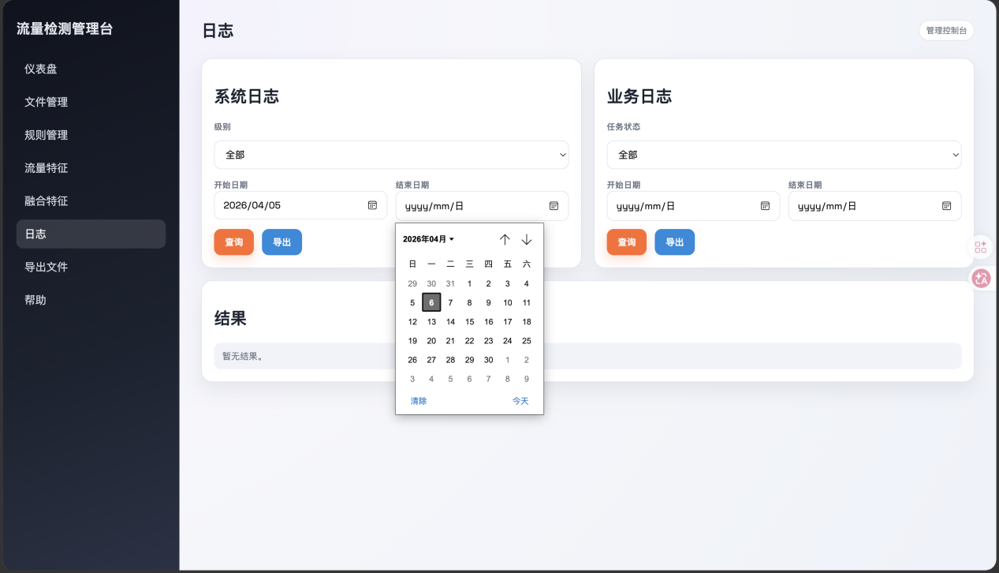 流量检测管理台
仪表盘
文件管理
规则管理
流量特征
融合特征
日志
导出文件
帮助
日志
管理控制台
系统日志
级别
全部
开始日期 结束日期
2026/04/05 yyyy/mm/日
查询 导出
2026年04月
日 一 二 三 四 五 六
29 30 31 1 2 3 4
5 6 7 8 9 10 11
12 13 14 15 16 17 18
19 20 21 22 23 24 25
26 27 28 29 30 1 2
3 4 5 6 7 8 9
清除 今天
业务日志
任务状态
全部
开始日期 结束日期
yyyy/mm/日 yyyy/mm/日
查询 导出
结果
暂无结果。